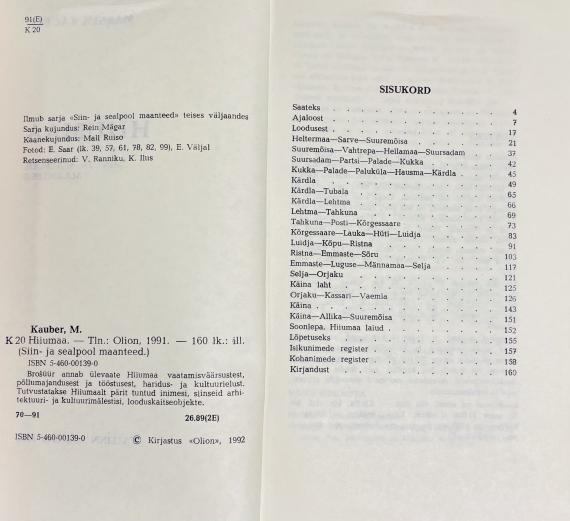 91(E)
K 20
Ilmub sarja «Siin- ja sealpool maanteed» teises väljaandes
Sarja kujundus: Rein Mägar
Kaanekujundus: Mall Ruiso
Fotod: E. Saar (lk. 39, 57, 61, 78, 82, 99), E. Väljal
Retsenseerinud: V. Ranniku, K. Ilus
Kauber, M.
K 20 Hiiumaa. — Tln.: Olion, 1991. — 160 lk.: ill.
(Siin- ja sealpool maanteed.)
ISBN 5-460-00139-0
Brošüür annab ülevaate Hiiumaa vaatamisväärsustest,
põllumajandusest ja tööstusest, haridus- ja kultuurielust.
Tutvustatakse Hiiumaalt pärit tuntud inimesi, siinseid arhi-
tektuuri- ja kultuurimälestisi, looduskaitseobjekte.
70—91
26.89(2E)
ISBN 5-460-00139-0
© Kirjastus «Olion», 1992
SISUKORD
Saateks . . . . . . . . . . 4
Ajaloost . . . . . . . . . . 7
Loodusest . . . . . . . . . . 17
Heltermaa—Sarve—Suuremõisa . . . . . 21
Suuremõisa—Vahtrepa—Hellamaa—Suursadam . . 37
Suursadam—Partsi—Palade—Kukka . . . . 42
Kukka—Palade—Paluküla—Hausma—Kärdla . . 45
Kärdla . . . . . . . . . . 49
Kärdla—Tubala . . . . . . . . 65
Kärdla—Lehtma . . . . . . . . 66
Lehtma—Tahkuna . . . . . . . . 69
Tahkuna—Posti—Kõrgessaare . . . . . 73
Kõrgessaare—Lauka—Hüti—Luidja . . . . 83
Luidja—Kõpu—Ristna . . . . . . . 91
Ristna—Emmaste—Sõru . . . . . . . 103
Emmaste—Luguse—Männamaa—Selja . . . . 117
Selja—Orjaku . . . . . . . . 121
Käina laht . . . . . . . . . 125
Orjaku—Kassari—Vaemla . . . . . . 126
Käina . . . . . . . . . . 143
Käina—Allika—Suuremõisa . . . . . . 151
Soonlepa, Hiiumaa laiud . . . . . . 152
Lõpetuseks . . . . . . . . . 155
Isikunimede register . . . . . . . 157
Kohanimede register . . . . . . . 158
Kirjandust . . . . . . . . . 160